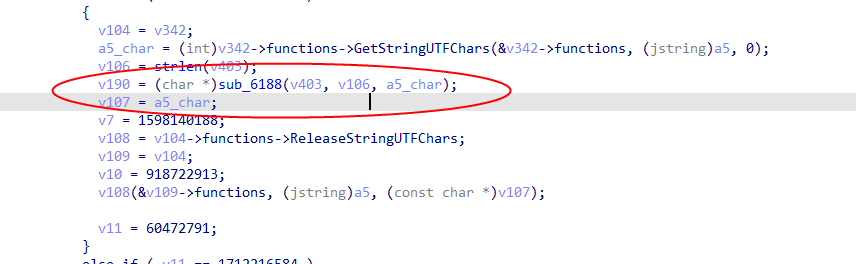 {
v104 = v342;
a5_char = (int)v342->functions->GetStringUTFChars(&v342->functions, (jstring)a5, 0);
v106 = strlen(v403);
v190 = (char *)sub_6188(v403, v106, a5_char);
v107 = a5_char;
v7 = 1598140188;
v108 = v104->functions->ReleaseStringUTFChars;
v109 = v104;
v10 = 918722913;
v108(&v109->functions, (jstring)a5, (const char *)v107);
v11 = 60472791;
}
else if ( v11 == 1712216584 )